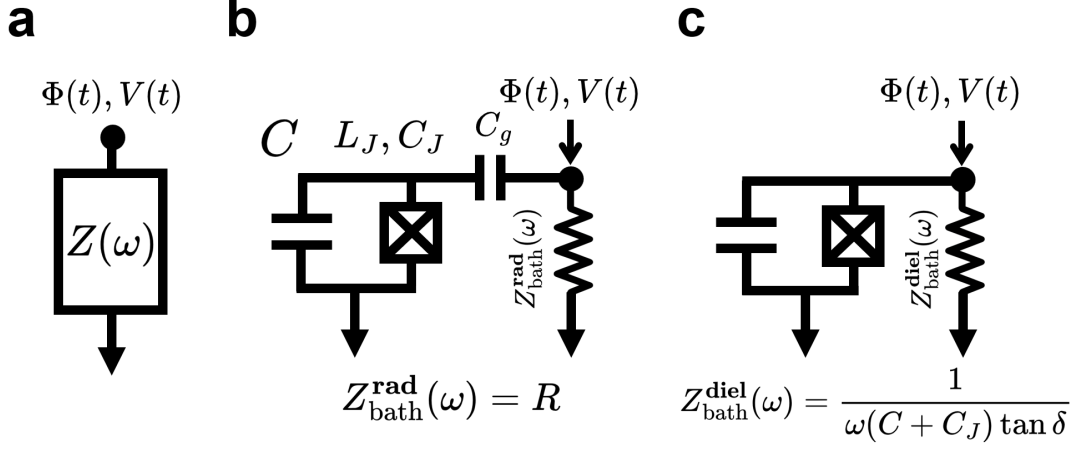 a
Φ(t), V(t)
Z(ω)
b
Φ(t), V(t)
C
L_J, C_J
C_g
Z^rad_bath(ω)
Z^rad_bath(ω) = R
c
Φ(t), V(t)
Z^diel_bath(ω)
Z^diel_bath(ω) = 1 / ω(C + C_J) tan δ